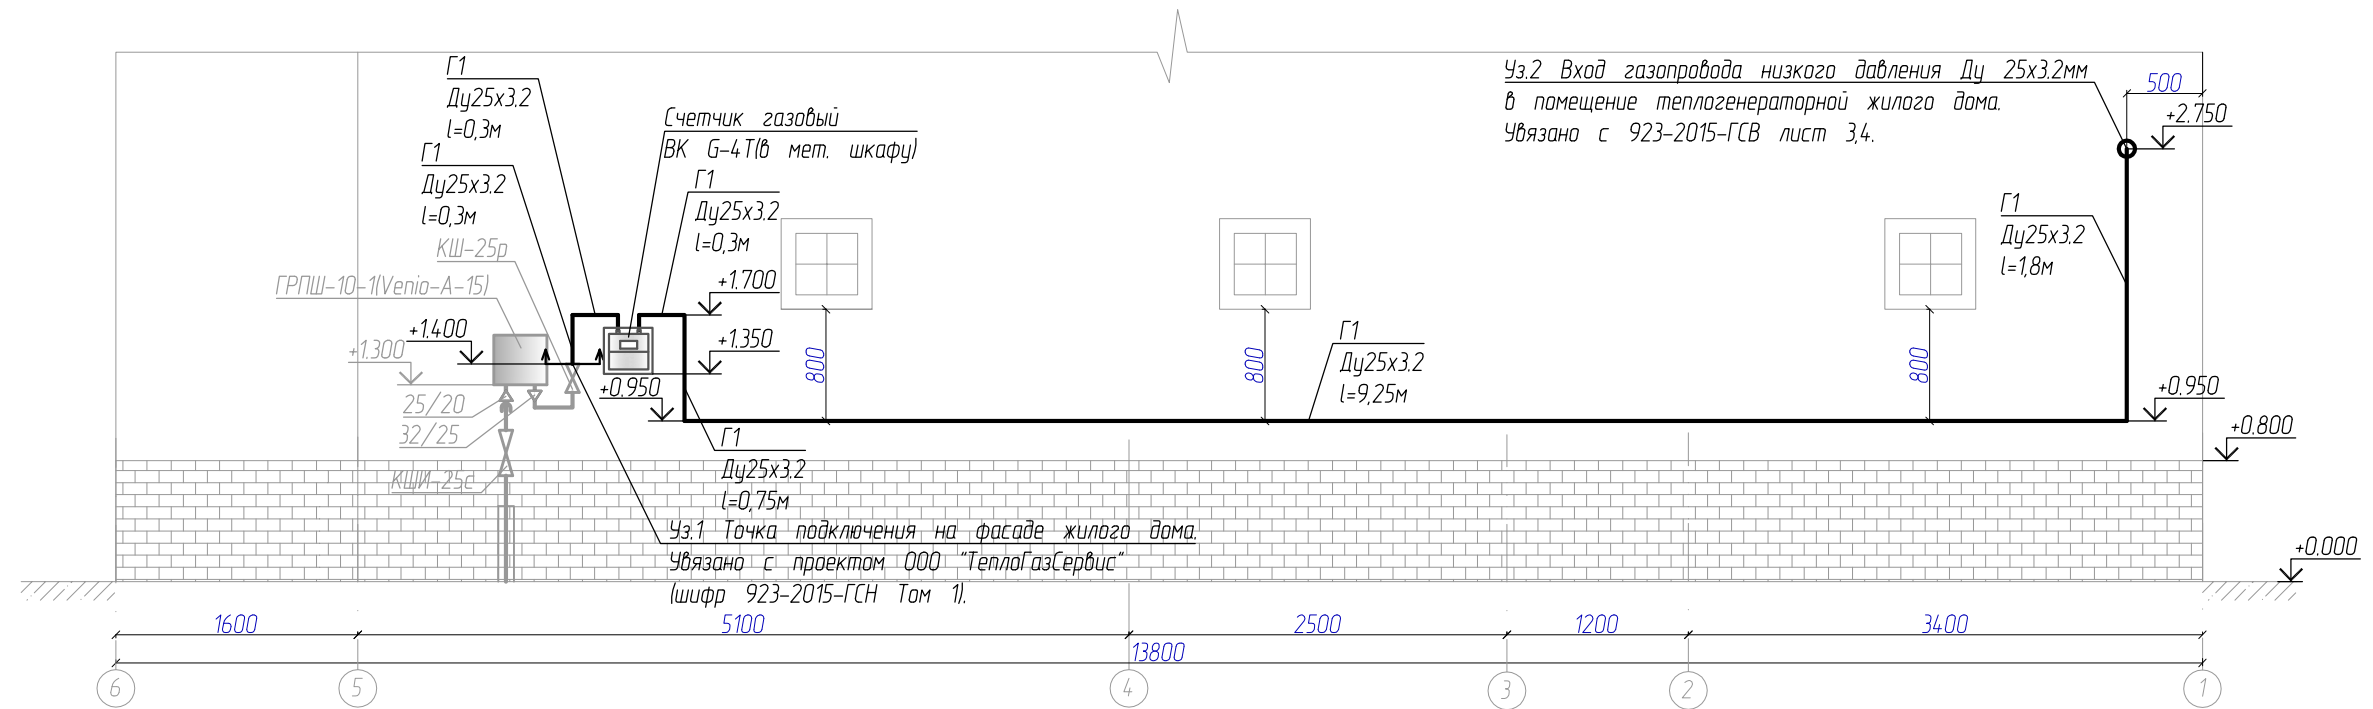 Г1
Ду25х3.2
l=0,3м
Г1
Ду25х3.2
l=0,3м
Счетчик газовый
ВК G-4Т(в мет. шкафу)
Г1
Ду25х3.2
l=0,3м
Уз.2 Вход газопровода низкого давления Ду 25х3.2мм
в помещение теплогенераторной жилого дома.
Увязано с 923-2015-ГСВ лист 3,4.
500
+2.750
Г1
Ду25х3.2
l=1,8м
КШ-25р
ГРПШ-10-1(Venio-A-15)
+1.700
+1.400
+1.300
+1.350
+0.950
25/20
32/25
КШИ-25с
800
800
800
Г1
Ду25х3.2
l=9,25м
+0.950
+0.800
Г1
Ду25х3.2
l=0,75м
Уз.1 Точка подключения на фасаде жилого дома.
Увязано с проектом ООО "ТеплоГазСервис"
(шифр 923-2015-ГСН Том 1).
+0.000
1600
5100
2500
1200
3400
13800
6
5
4
3
2
1